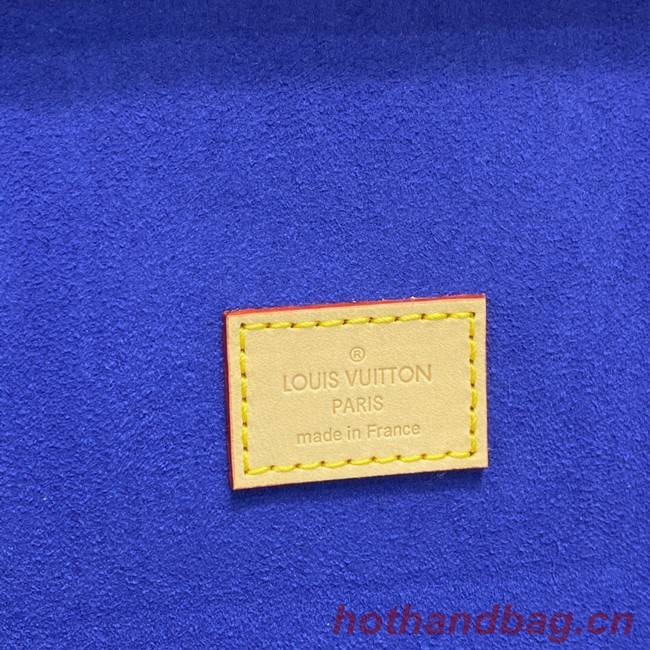 ®
LOUIS VUITTON
PARIS
made in France
hothandbag.cn